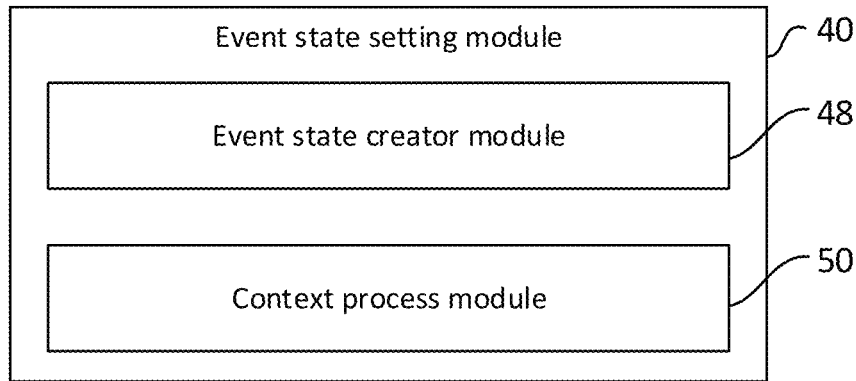 Event state setting module
40
Event state creator module
48
Context process module
50